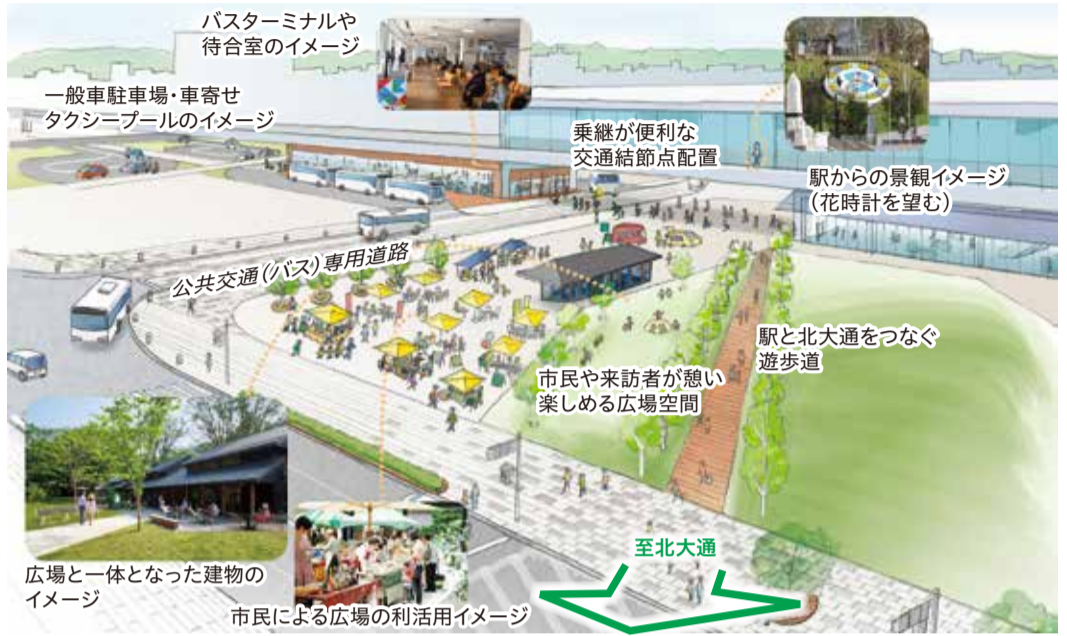 バスターミナルや
待合室のイメージ
一般車駐車場・車寄せ
タクシープールのイメージ
乗継が便利な
交通結節点配置
駅からの景観イメージ
(花時計を望む)
公共交通(バス)専用道路
駅と北大通をつなぐ
遊歩道
市民や来訪者が憩い
楽しめる広場空間
至北大通
広場と一体となった建物の
イメージ
市民による広場の利活用イメージ